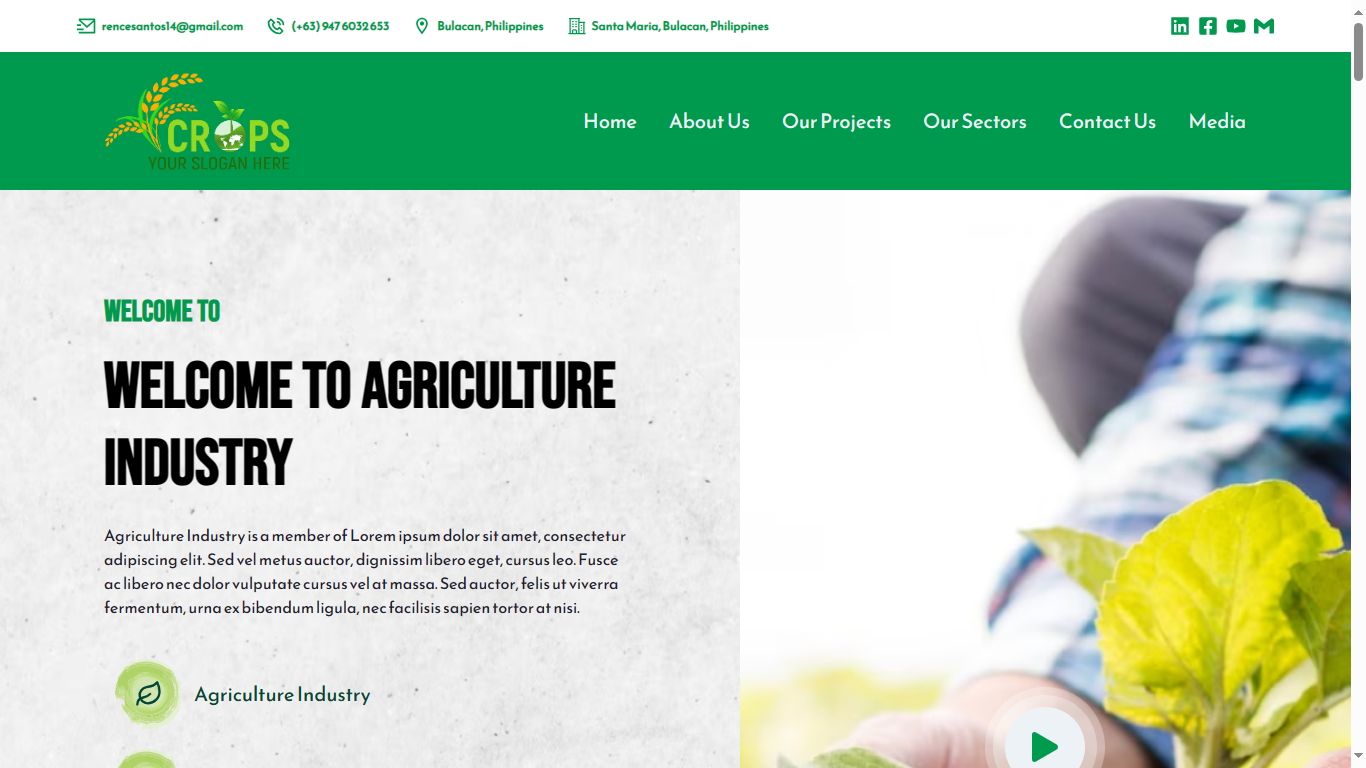 rencesantos14@gmail.com (+63) 947 6032 653 Bulacan, Philippines Santa Maria, Bulacan, Philippines
CROPS
YOUR SLOGAN HERE
Home About Us Our Projects Our Sectors Contact Us Media
WELCOME TO
WELCOME TO AGRICULTURE
INDUSTRY
Agriculture Industry is a member of Lorem ipsum dolor sit amet, consectetur
adipiscing elit. Sed vel metus auctor, dignissim libero eget, cursus leo. Fusce
ac libero nec dolor vulputate cursus vel at massa. Sed auctor, felis ut viverra
fermentum, urna ex bibendum ligula, nec facilisis sapien tortor at nisi.
Agriculture Industry